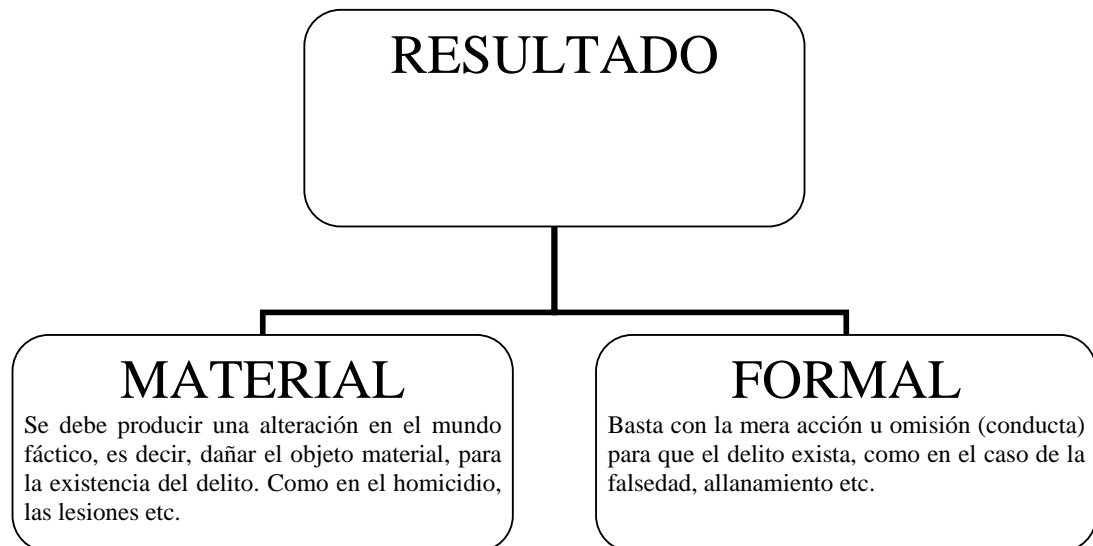 RESULTADO
MATERIAL
Se debe producir una alteración en el mundo
fáctico, es decir, dañar el objeto material, para
la existencia del delito. Como en el homicidio,
las lesiones etc.
FORMAL
Basta con la mera acción u omisión (conducta)
para que el delito exista, como en el caso de la
falsedad, allanamiento etc.